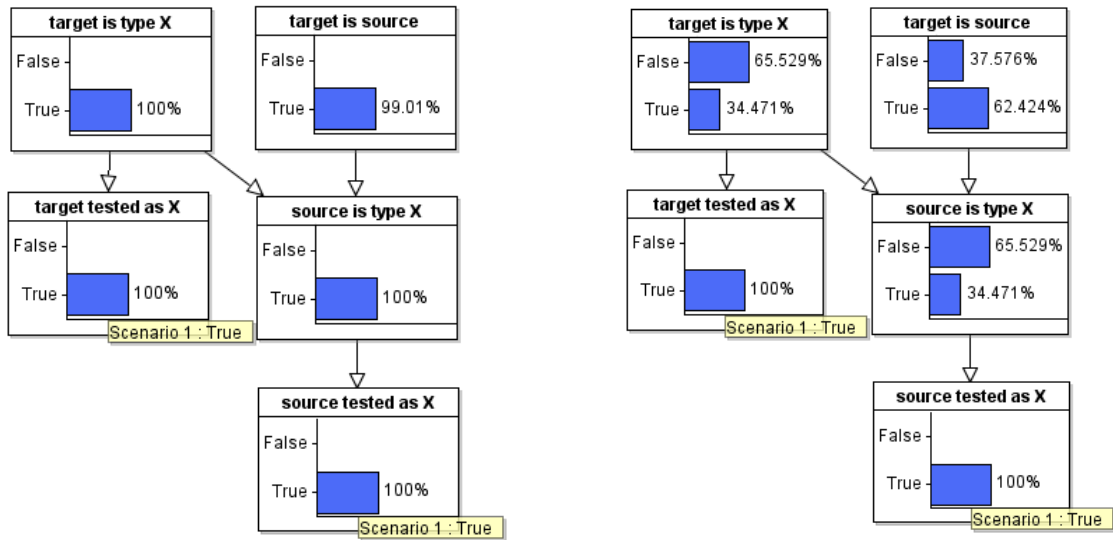 target is type X
False
True
100%
target is source
False
True
99.01%
target tested as X
False
True
100%
Scenario 1 : True
source is type X
False
True
100%
source tested as X
False
True
100%
Scenario 1 : True
target is type X
False
65.529%
True
34.471%
target is source
False
37.576%
True
62.424%
target tested as X
False
True
100%
Scenario 1 : True
source is type X
False
65.529%
True
34.471%
source tested as X
False
True
100%
Scenario 1 : True